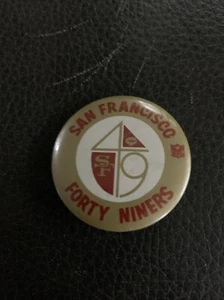 SAN FRANCISCO
49
SF
FORTY NINERS